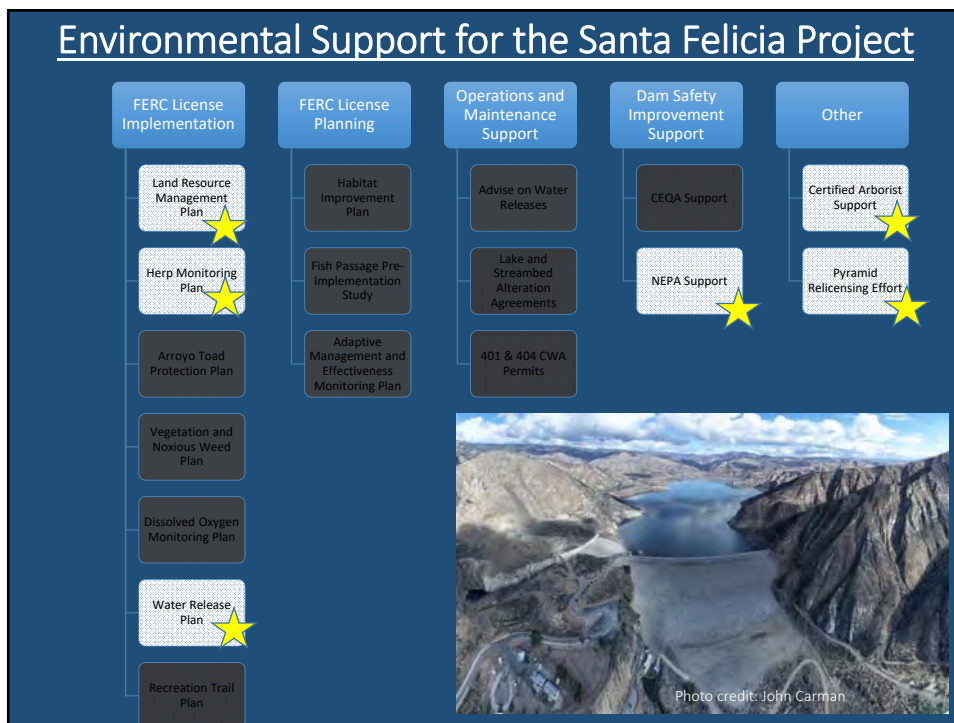 Environmental Support for the Santa Felicia Project
FERC License
Implementation
Land Resource
Management
Plan
Herp Monitoring
Plan
Arroyo Toad
Protection Plan
Vegetation and
Noxious Weed
Plan
Dissolved Oxygen
Monitoring Plan
Water Release
Plan
Recreation Trail
Plan
FERC License
Planning
Habitat
Improvement
Plan
Fish Passage Pre-
Implementation
Study
Adaptive
Management and
Effectiveness
Monitoring Plan
Operations and
Maintenance
Support
Advise on Water
Releases
Lake and
Streambed
Alteration
Agreements
401 & 404 CWA
Permits
Dam Safety
Improvement
Support
CEQA Support
NEPA Support
Other
Certified Arborist
Support
Pyramid
Relicensing Effort
Photo credit: John Carman